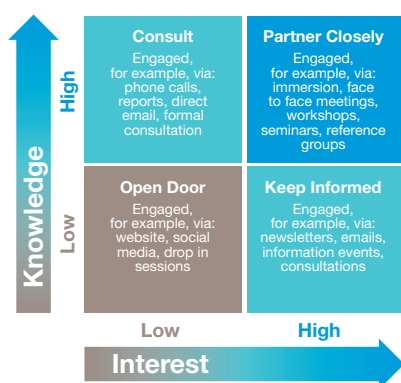 Knowledge
High
Low
Consult
Engaged,
for example, via:
phone calls,
reports, direct
email, formal
consultation
Partner Closely
Engaged,
for example, via:
immersion, face
to face meetings,
workshops,
seminars, reference
groups
Open Door
Engaged,
for example, via:
website, social
media, drop in
sessions
Keep Informed
Engaged,
for example, via:
newsletters, emails,
information events,
consultations
Low
High
Interest